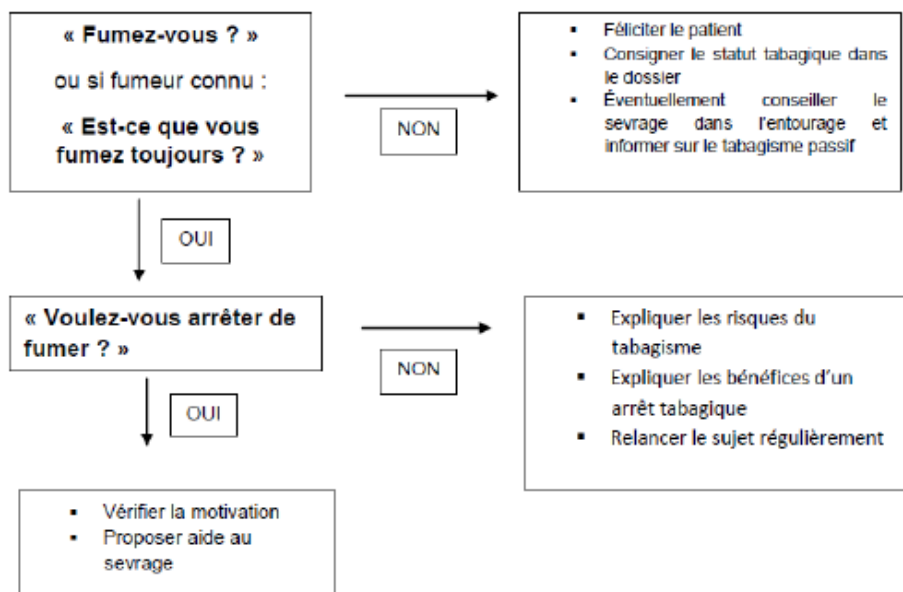 « Fumez-vous ? »
ou si fumeur connu :
« Est-ce que vous
fumez toujours ? »
NON
▪ Féliciter le patient
▪ Consigner le statut tabagique dans
le dossier
▪ Éventuellement conseiller le
sevrage dans l'entourage et
informer sur le tabagisme passif
OUI
« Voulez-vous arrêter de
fumer ? »
NON
▪ Expliquer les risques du
tabagisme
▪ Expliquer les bénéfices d'un
arrêt tabagique
▪ Relancer le sujet régulièrement
OUI
▪ Vérifier la motivation
▪ Proposer aide au
sevrage